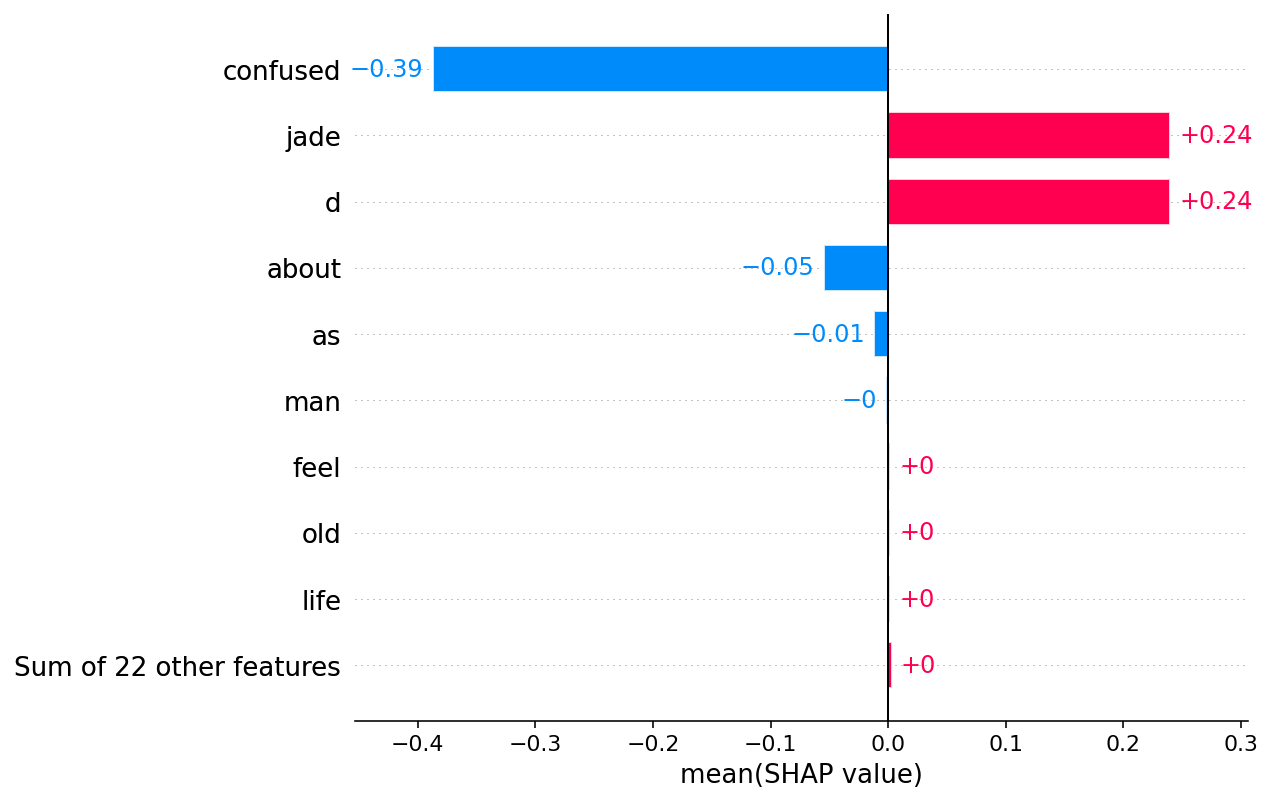 confused −0.39
jade +0.24
d +0.24
about −0.05
as −0.01
man −0
feel +0
old +0
life +0
Sum of 22 other features +0
−0.4 −0.3 −0.2 −0.1 0.0 0.1 0.2 0.3
mean(SHAP value)